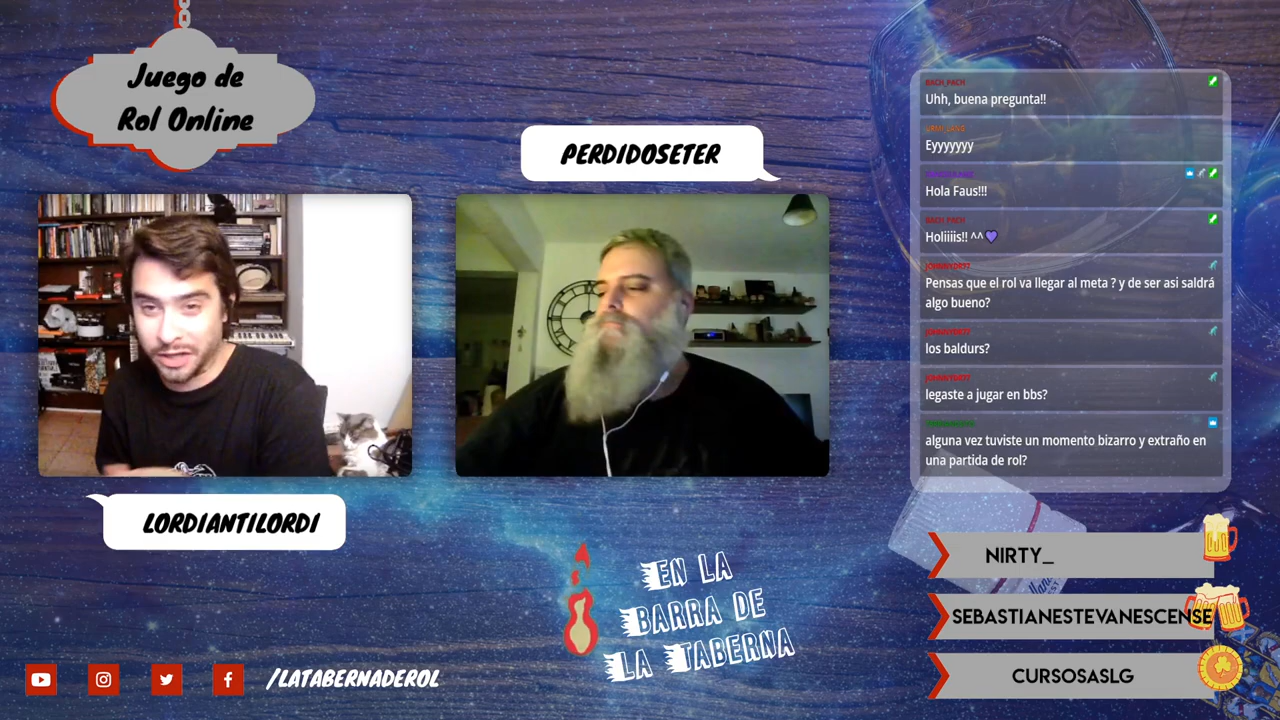 Juego de
Rol Online
PERDIDOSETER
LORDIANTILORDI
EN LA
BARRA DE
LA TABERNA
/LATABERNADEROL
BACH_PACH
Uhh, buena pregunta!!
Eyyyyyyy
Hola Faus!!!
BACH_PACH
Holiiiis!! ^^💜
Pensas que el rol va llegar al meta ? y de ser asi saldrá
algo bueno?
los baldurs?
legaste a jugar en bbs?
alguna vez tuviste un momento bizarro y extraño en
una partida de rol?
NIRTY_
SEBASTIANESTEVANESCENSE
CURSOSASLG